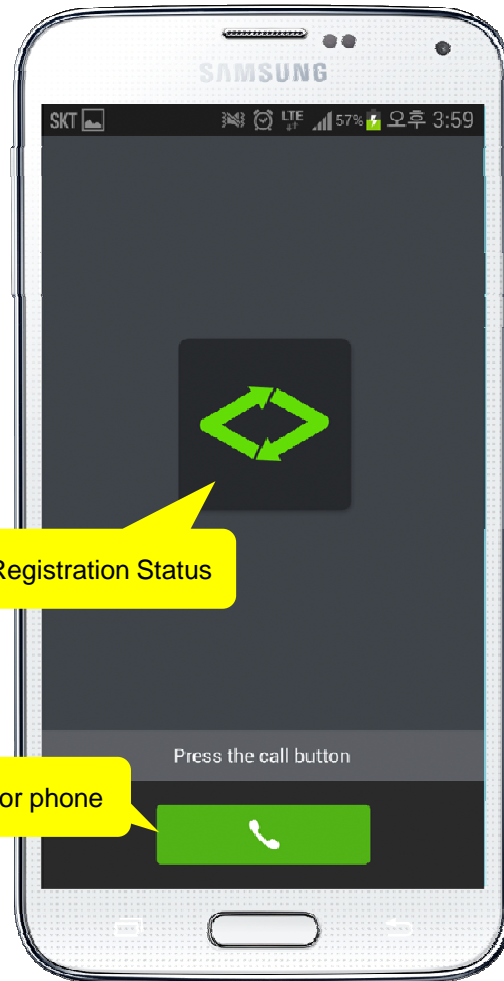 SAMSUNG
SKT LTE 57% 오후 3:59
Registration Status
Press the call button
or phone